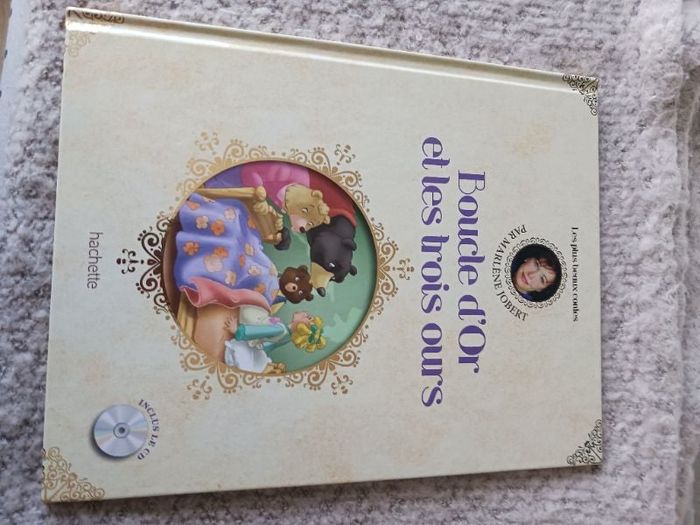 Les plus beaux contes
PAR MARLÈNE JOBERT
Boucle d'Or
et les trois ours
INCLUS LE CD
hachette